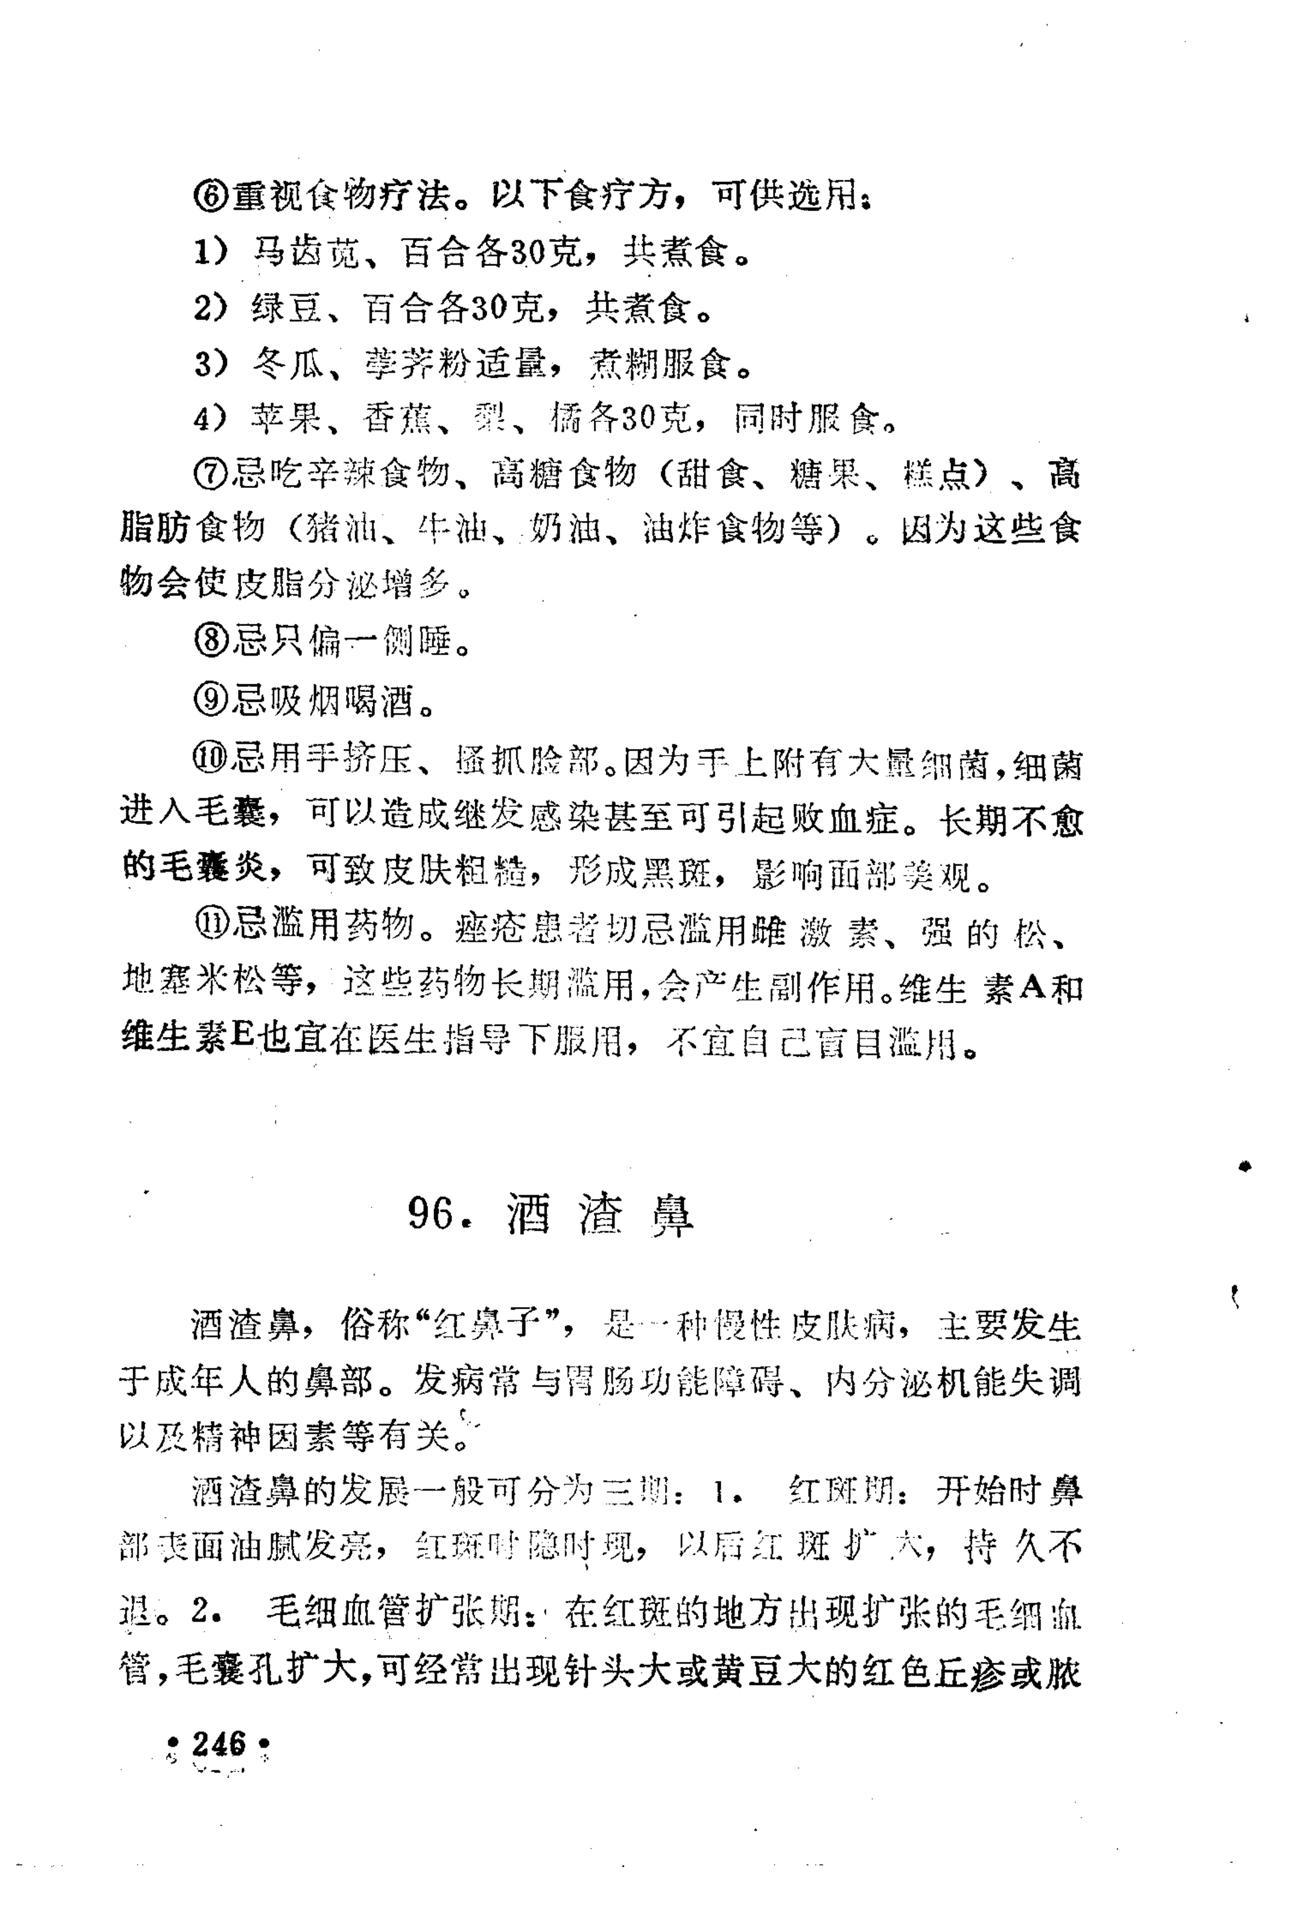 ⑥重视食物疗法。以下食疗方，可供选用：
1）马齿苋、百合各30克，共煮食。
2）绿豆、百合各30克，共煮食。
3）冬瓜、荸荠粉适量，煮糊服食。
4）苹果、香蕉、梨、橘各30克，同时服食。
⑦忌吃辛辣食物、高糖食物（甜食、糖果、糕点）、高
脂肪食物（猪油、牛油、奶油、油炸食物等）。因为这些食
物会使皮脂分泌增多。
⑧忌只偏一侧睡。
⑨忌吸烟喝酒。
⑩忌用手挤压、搔抓脸部。因为手上附有大量细菌，细菌
进入毛囊，可以造成继发感染甚至可引起败血症。长期不愈
的毛囊炎，可致皮肤粗糙，形成黑斑，影响面部美观。
⑪忌滥用药物。痤疮患者切忌滥用雌激素、强的松、
地塞米松等，这些药物长期滥用，会产生副作用。维生素A和
维生素E也宜在医生指导下服用，不宜自己盲目滥用。
96．酒渣鼻
酒渣鼻，俗称“红鼻子”，是一种慢性皮肤病，主要发生
于成年人的鼻部。发病常与胃肠功能障碍、内分泌机能失调
以及精神因素等有关。
酒渣鼻的发展一般可分为三期：1．红斑期：开始时鼻
部表面油腻发亮，红斑时隐时现，以后红斑扩大，持久不
退。2．毛细血管扩张期：在红斑的地方出现扩张的毛细血
管，毛囊孔扩大，可经常出现针头大或黄豆大的红色丘疹或脓
•246•